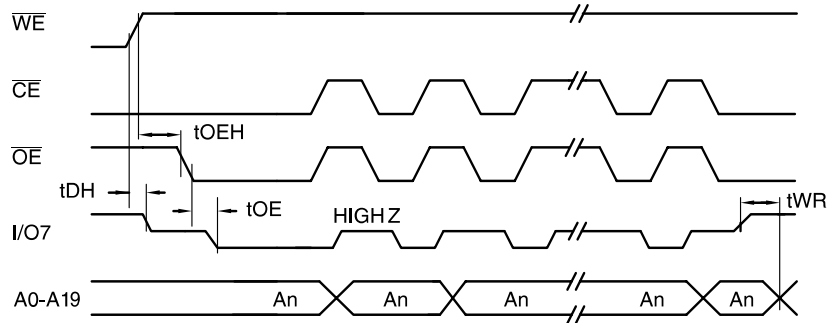 WE
CE
tOEH
OE
tDH
tOE
HIGH Z
tWR
I/O7
A0-A19 An An An An An